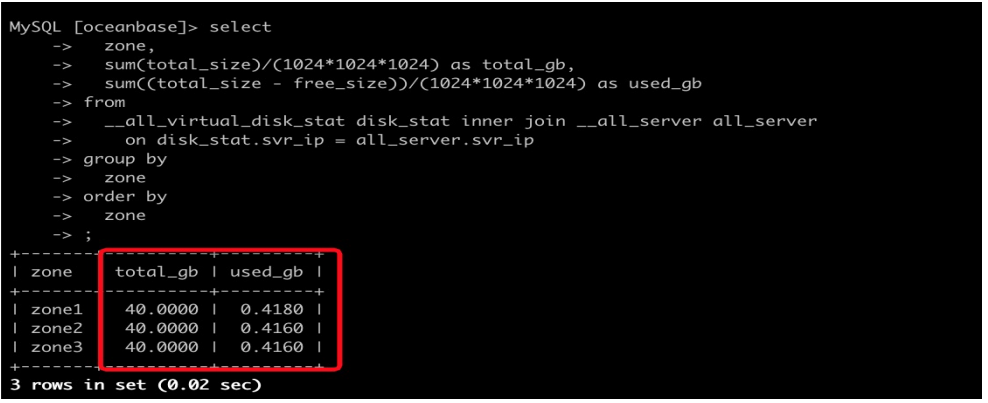 MySQL [oceanbase]> select
    ->   zone,
    ->   sum(total_size)/(1024*1024*1024) as total_gb,
    ->   sum((total_size - free_size))/(1024*1024*1024) as used_gb
    -> from
    ->   __all_virtual_disk_stat disk_stat inner join __all_server all_server
    ->     on disk_stat.svr_ip = all_server.svr_ip
    -> group by
    ->   zone
    -> order by
    ->   zone
    -> ;
+-------+----------+---------+
| zone  | total_gb | used_gb |
+-------+----------+---------+
| zone1 |  40.0000 |  0.4180 |
| zone2 |  40.0000 |  0.4160 |
| zone3 |  40.0000 |  0.4160 |
+-------+----------+---------+
3 rows in set (0.02 sec)